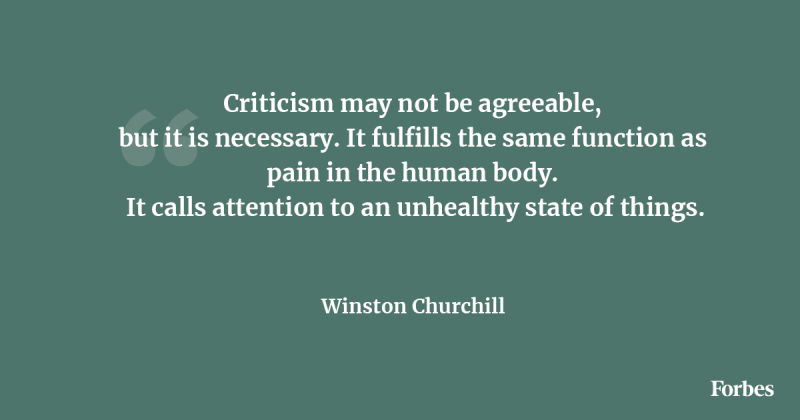 Criticism may not be agreeable,
but it is necessary. It fulfills the same function as
pain in the human body.
It calls attention to an unhealthy state of things.
Winston Churchill
Forbes